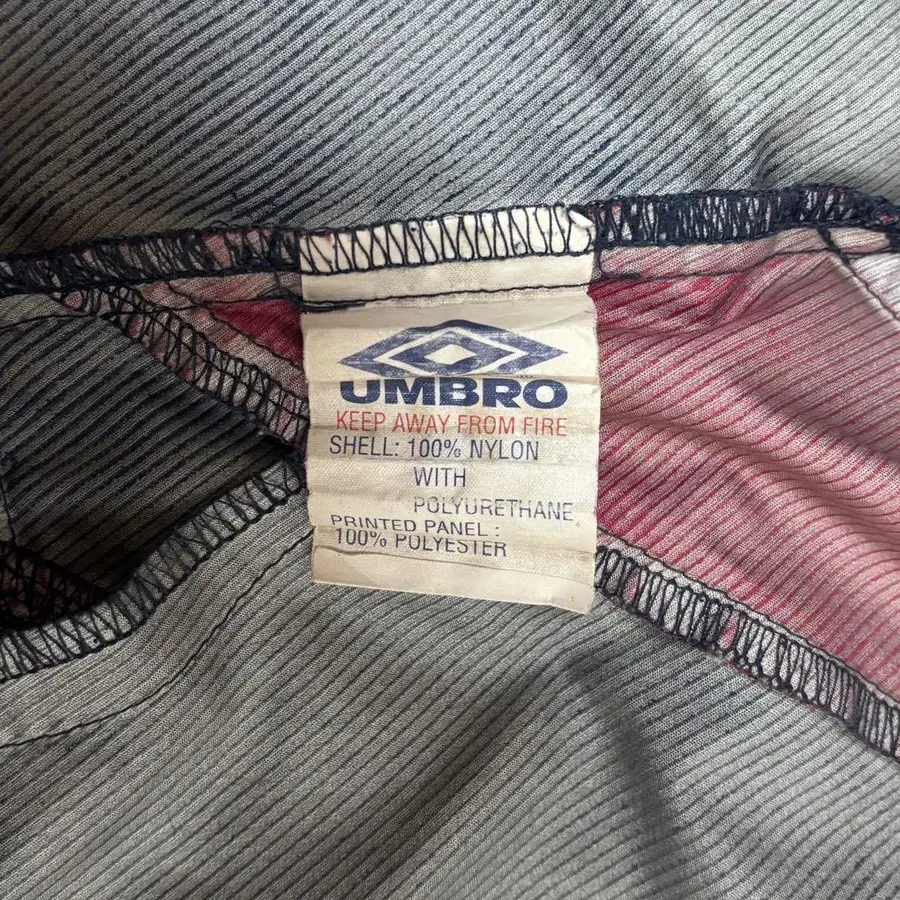 UMBRO
KEEP AWAY FROM FIRE
SHELL: 100% NYLON
WITH
POLYURETHANE
PRINTED PANEL :
100% POLYESTER